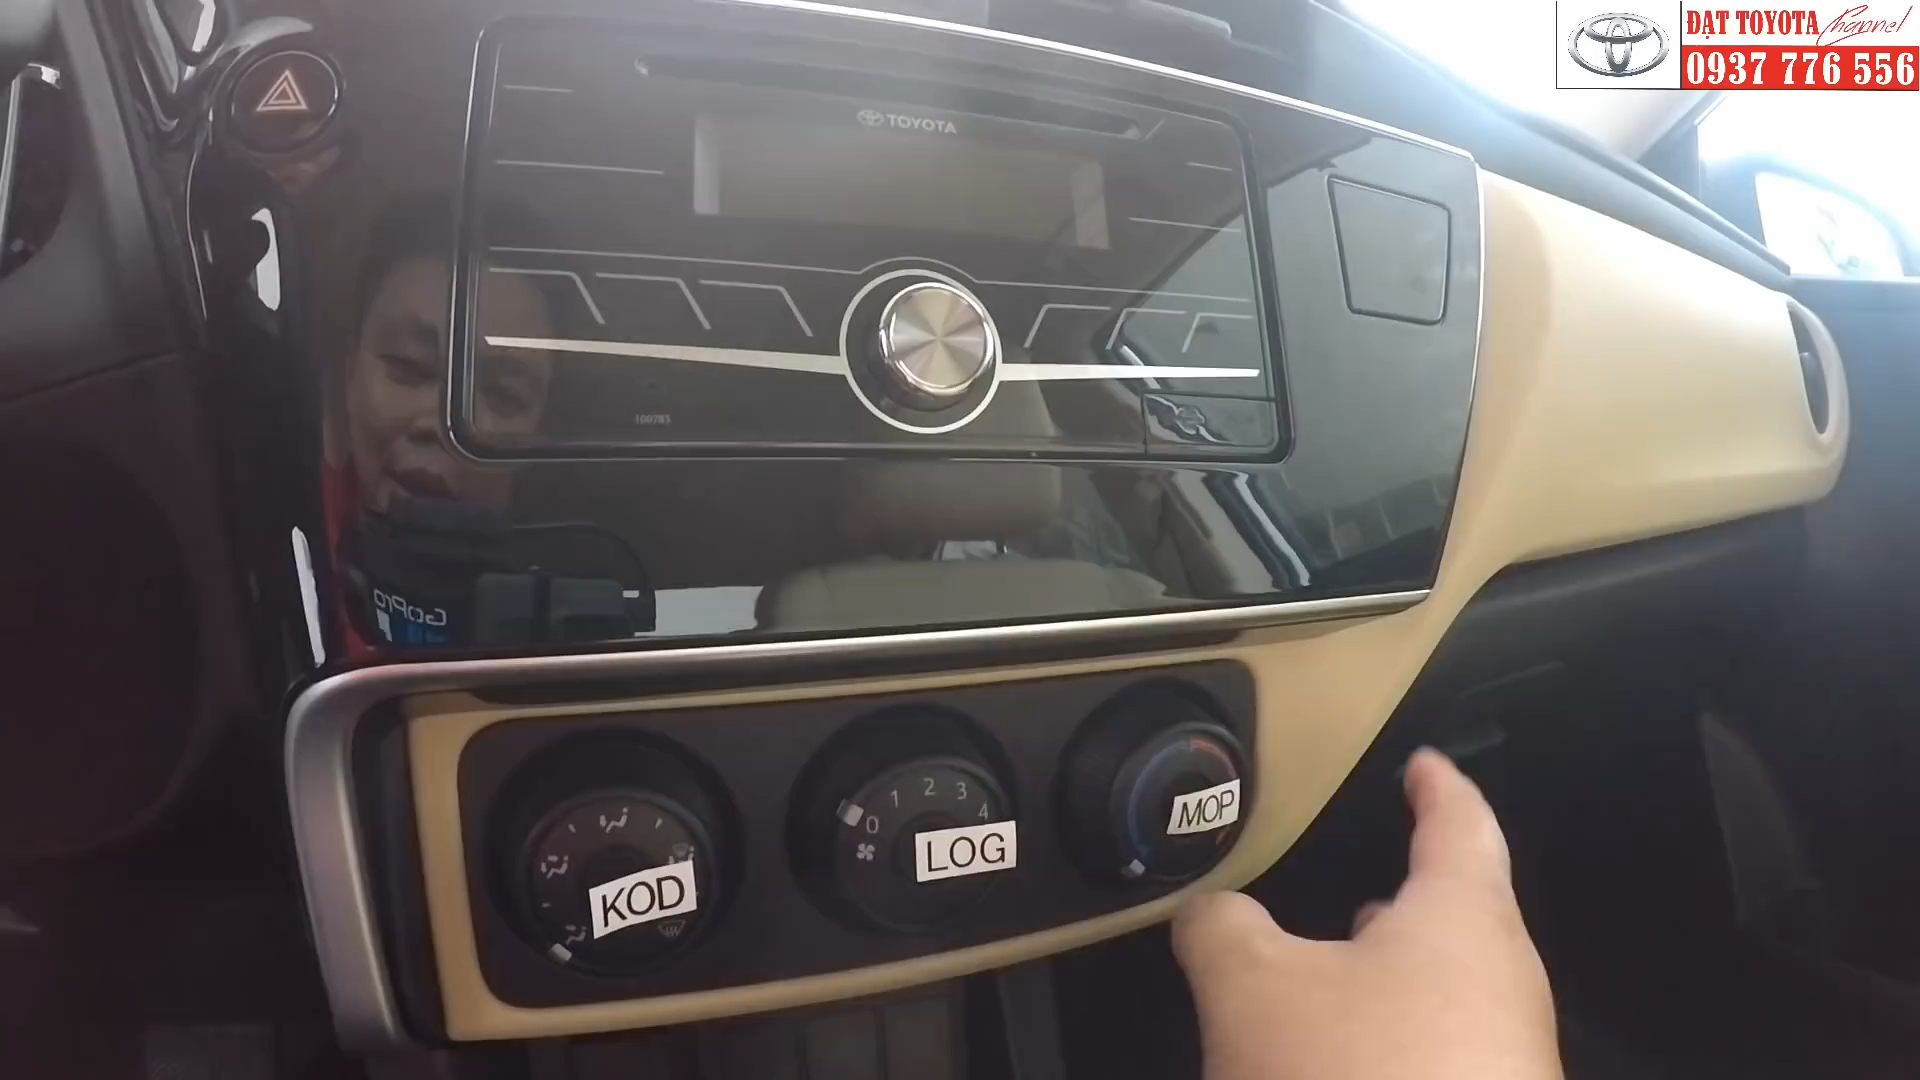 ĐẠT TOYOTA Channel
0937 776 556
TOYOTA
100785
GoPro
1 2 3
0 4
MOP
LOG
KOD